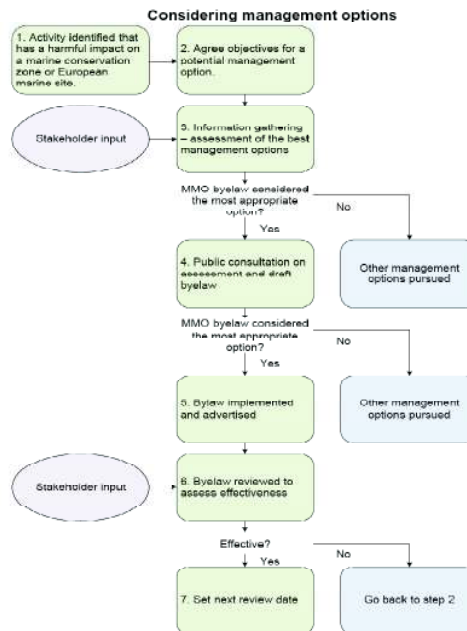 Considering management options
1. Activity identified that
has a harmful impact on
a marine conservation
zone or European
marine site.
2. Agree objectives for a
potential management
option.
Stakeholder input
3. Information gathering
– assessment of the best
management options
MMO byelaw considered
the most appropriate
option?
No
Yes
4. Public consultation on
assessment and draft
byelaw
Other management
options pursued
MMO byelaw considered
the most appropriate
option?
No
Yes
5. Bylaw implemented
and advertised
Other management
options pursued
Stakeholder input
6. Byelaw reviewed to
assess effectiveness
Effective?
No
Yes
7. Set next review date
Go back to step 2